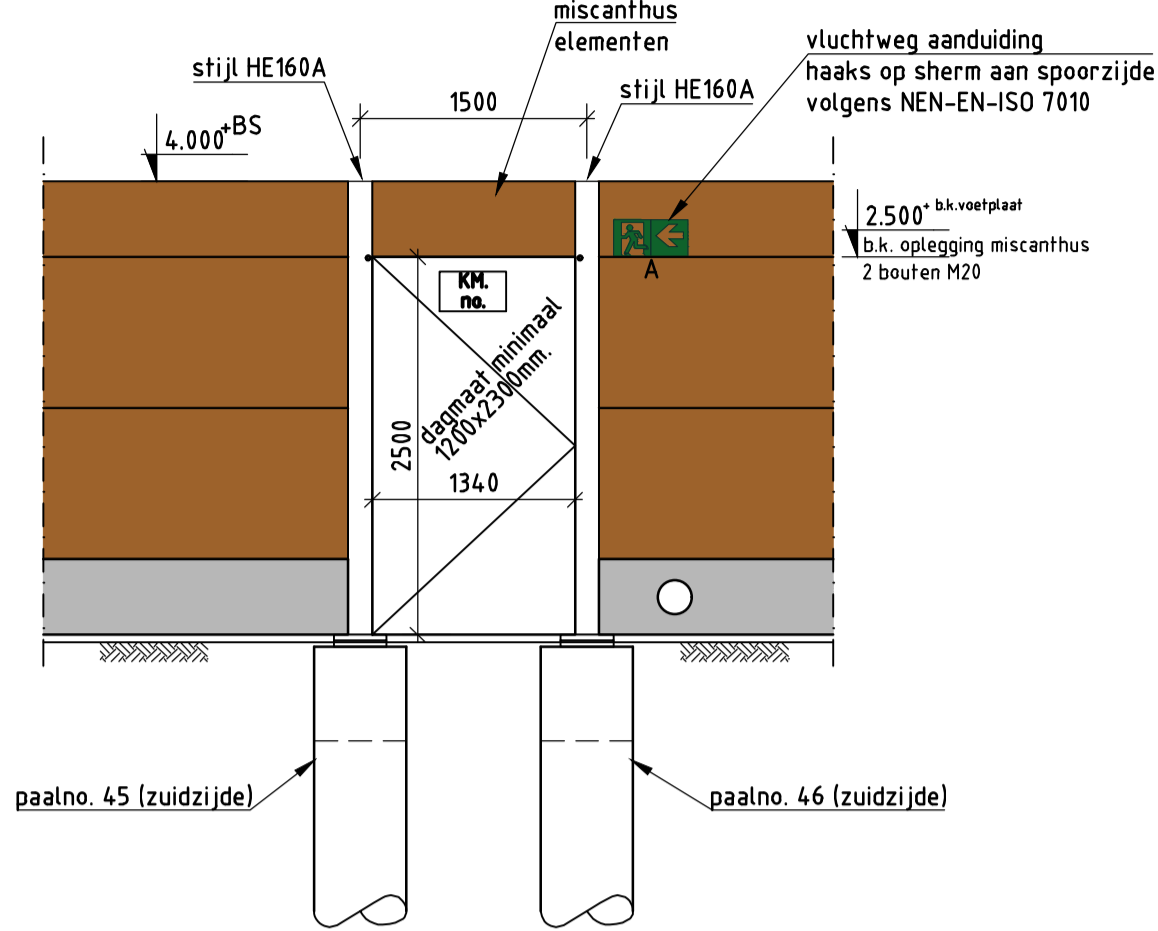 miscanthus
elementen
vluchtweg aanduiding
haaks op sherm aan spoorzijde
volgens NEN-EN-ISO 7010
stijl HE160A
stijl HE160A
1500
4.000+BS
2.500+ b.k.voetplaat
b.k. oplegging miscanthus
2 bouten M20
A
KM.
no.
dagmaat minimaal
1200x2300mm.
2500
1340
paalno. 45 (zuidzijde)
paalno. 46 (zuidzijde)